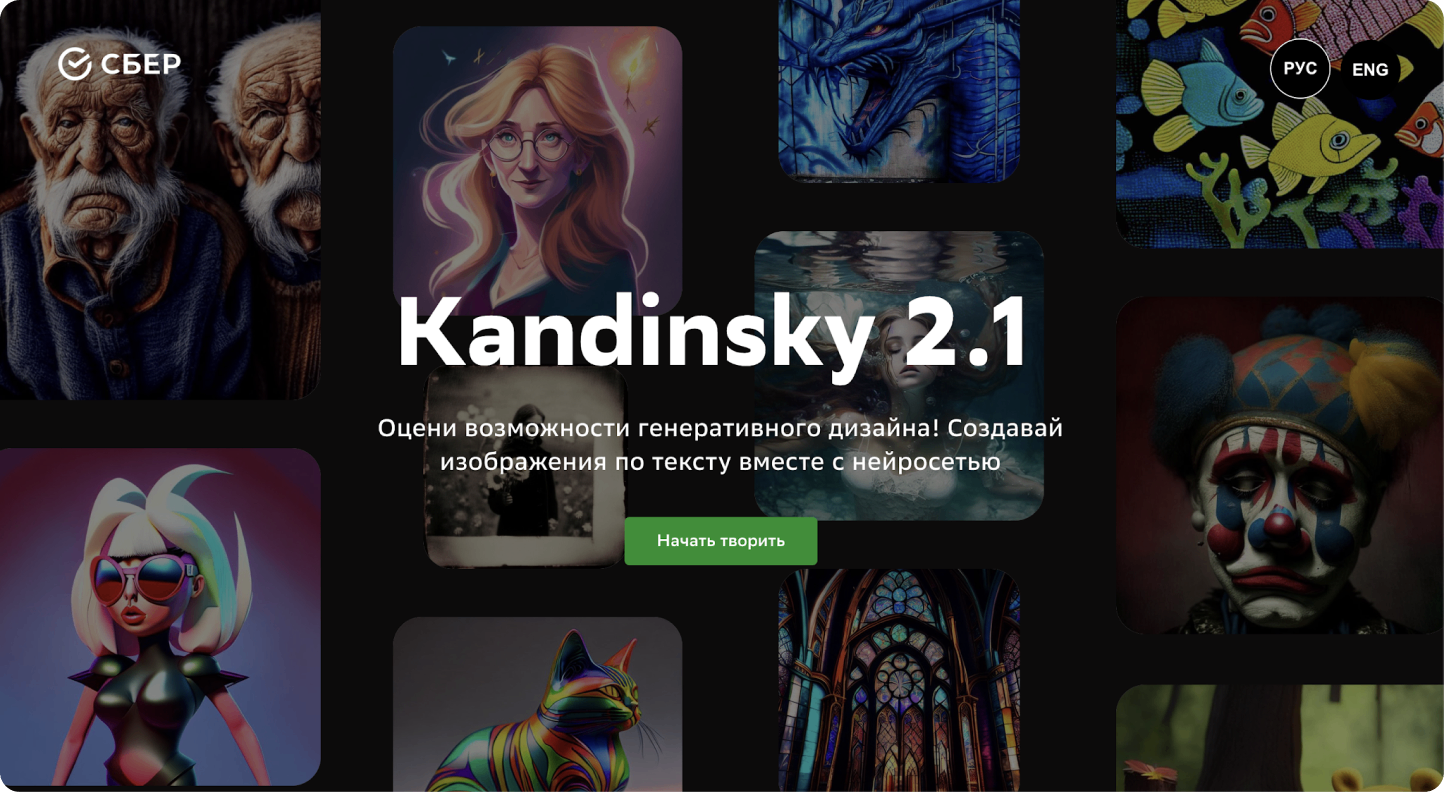 СБЕР
РУС
ENG
Kandinsky 2.1
Оцени возможности генеративного дизайна! Создавай
изображения по тексту вместе с нейросетью
Начать творить